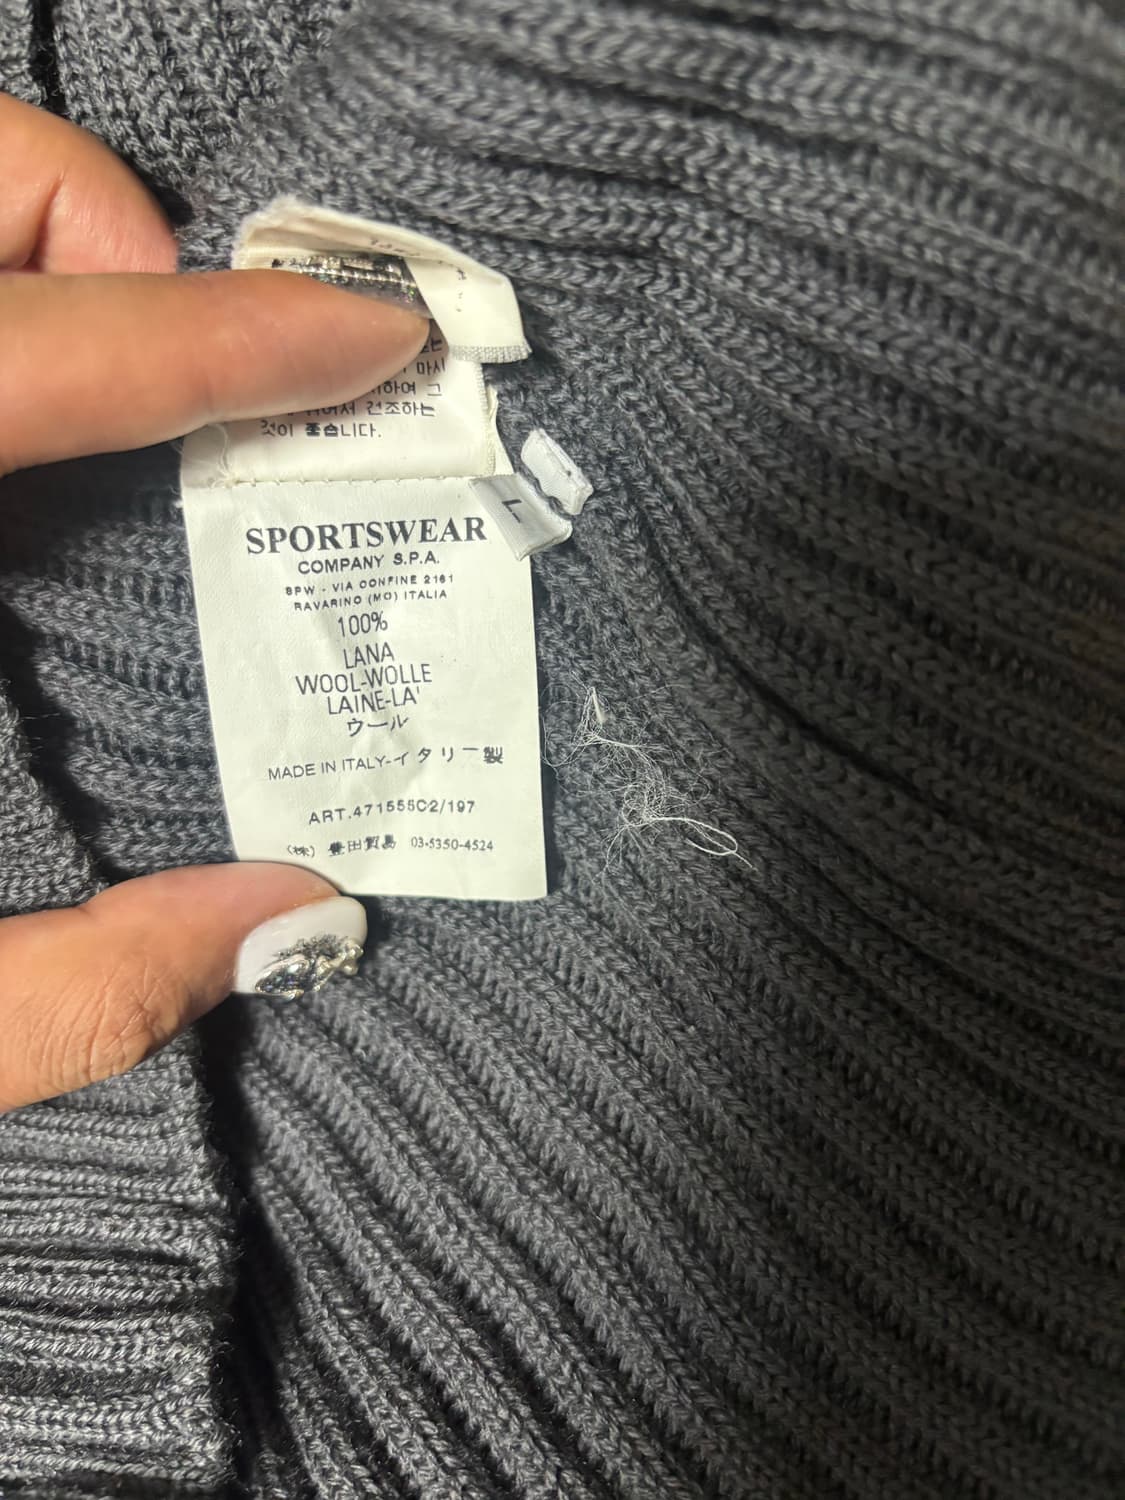 마시
하여 그
건조하는
것이 좋습니다.
L
SPORTSWEAR
COMPANY S.P.A.
SPW - VIA CONFINE 2161
RAVARINO (MO) ITALIA
100%
LANA
WOOL-WOLLE
LAINE-LA'
ウール
MADE IN ITALY-イタリー製
ART.471555C2/197
(株) 豊田貿易 03-5350-4524